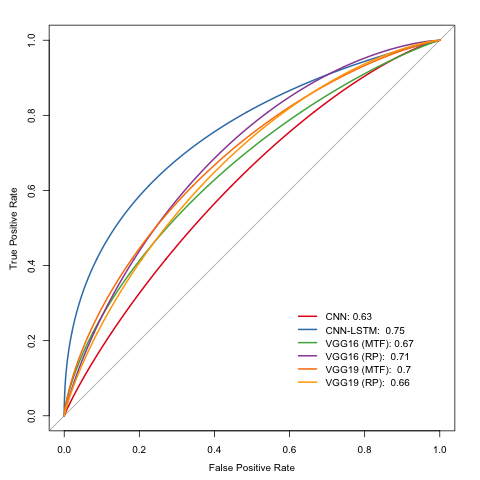 1.0
0.8
0.6
0.4
0.2
0.0
True Positive Rate
CNN: 0.63
CNN-LSTM:  0.75
VGG16 (MTF): 0.67
VGG16 (RP): 0.71
VGG19 (MTF):  0.7
VGG19 (RP): 0.66
0.0 0.2 0.4 0.6 0.8 1.0
False Positive Rate